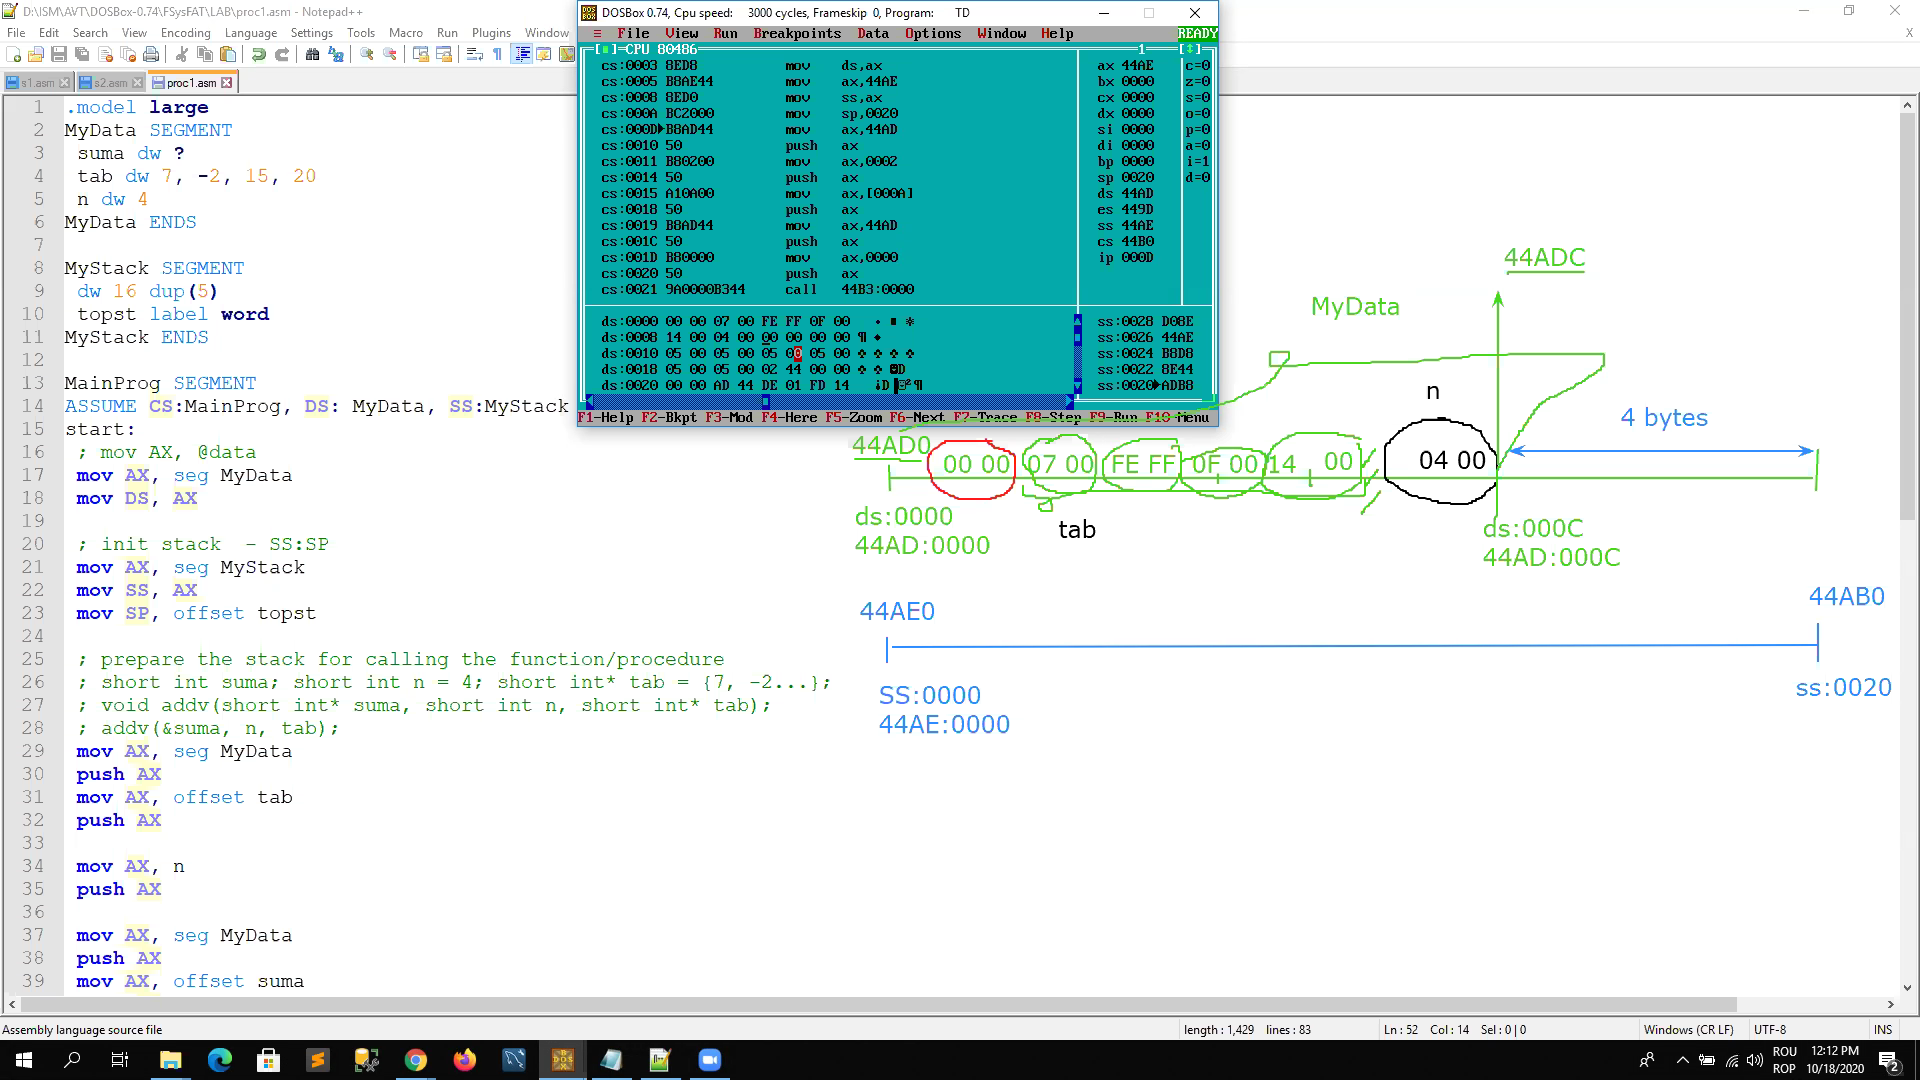 D:\ISM\AVT\DOSBox-0.74\FSysFAT\LAB\proc1.asm - Notepad++
File Edit Search View Encoding Language Settings Tools Macro Run Plugins Window
s1.asm s2.asm proc1.asm
1 .model large
2 MyData SEGMENT
3 suma dw ?
4 tab dw 7, -2, 15, 20
5 n dw 4
6 MyData ENDS
7
8 MyStack SEGMENT
9 dw 16 dup(5)
10 topst label word
11 MyStack ENDS
12
13 MainProg SEGMENT
14 ASSUME CS:MainProg, DS: MyData, SS:MyStack
15 start:
16 ; mov AX, @data
17 mov AX, seg MyData
18 mov DS, AX
19
20 ; init stack - SS:SP
21 mov AX, seg MyStack
22 mov SS, AX
23 mov SP, offset topst
24
25 ; prepare the stack for calling the function/procedure
26 ; short int suma; short int n = 4; short int* tab = {7, -2...};
27 ; void addv(short int* suma, short int n, short int* tab);
28 ; addv(&suma, n, tab);
29 mov AX, seg MyData
30 push AX
31 mov AX, offset tab
32 push AX
33
34 mov AX, n
35 push AX
36
37 mov AX, seg MyData
38 push AX
39 mov AX, offset suma
DOSBox 0.74, Cpu speed: 3000 cycles, Frameskip 0, Program: TD
≡ File View Run Breakpoints Data Options Window Help READY
CPU 80486 1
cs:0003 8ED8 mov ds,ax ax 44AE c=0
cs:0005 B8AE44 mov ax,44AE bx 0000 z=0
cs:0008 8ED0 mov ss,ax cx 0000 s=0
cs:000A BC2000 mov sp,0020 dx 0000 o=0
cs:000D►B8AD44 mov ax,44AD si 0000 p=0
cs:0010 50 push ax di 0000 a=0
cs:0011 B80200 mov ax,0002 bp 0000 i=1
cs:0014 50 push ax sp 0020 d=0
cs:0015 A10A00 mov ax,[000A] ds 44AD
cs:0018 50 push ax es 449D
cs:0019 B8AD44 mov ax,44AD ss 44AE
cs:001C 50 push ax cs 44B0
cs:001D B80000 mov ax,0000 ip 000D
cs:0020 50 push ax
cs:0021 9A0000B344 call 44B3:0000
ds:0000 00 00 07 00 FE FF 0F 00 ss:0028 D08E
ds:0008 14 00 04 00 00 00 00 00 ss:0026 44AE
ds:0010 05 00 05 00 05 00 05 00 ss:0024 B8D8
ds:0018 05 00 05 00 02 44 00 00 ss:0022 8E44
ds:0020 00 00 AD 44 DE 01 FD 14 ss:0020►ADB8
F1-Help F2-Bkpt F3-Mod F4-Here F5-Zoom F6-Next F7-Trace F8-Step F9-Run F10-Menu
44ADC
MyData
n
4 bytes
44AD0
00 00 07 00 FE FF 0F 00 14 00 04 00
ds:0000
44AD:0000
tab
ds:000C
44AD:000C
44AE0
44AB0
SS:0000
44AE:0000
ss:0020
Assembly language source file length : 1,429 lines : 83 Ln : 52 Col : 14 Sel : 0 | 0 Windows (CR LF) UTF-8 INS
ROU 12:12 PM
ROP 10/18/2020
2